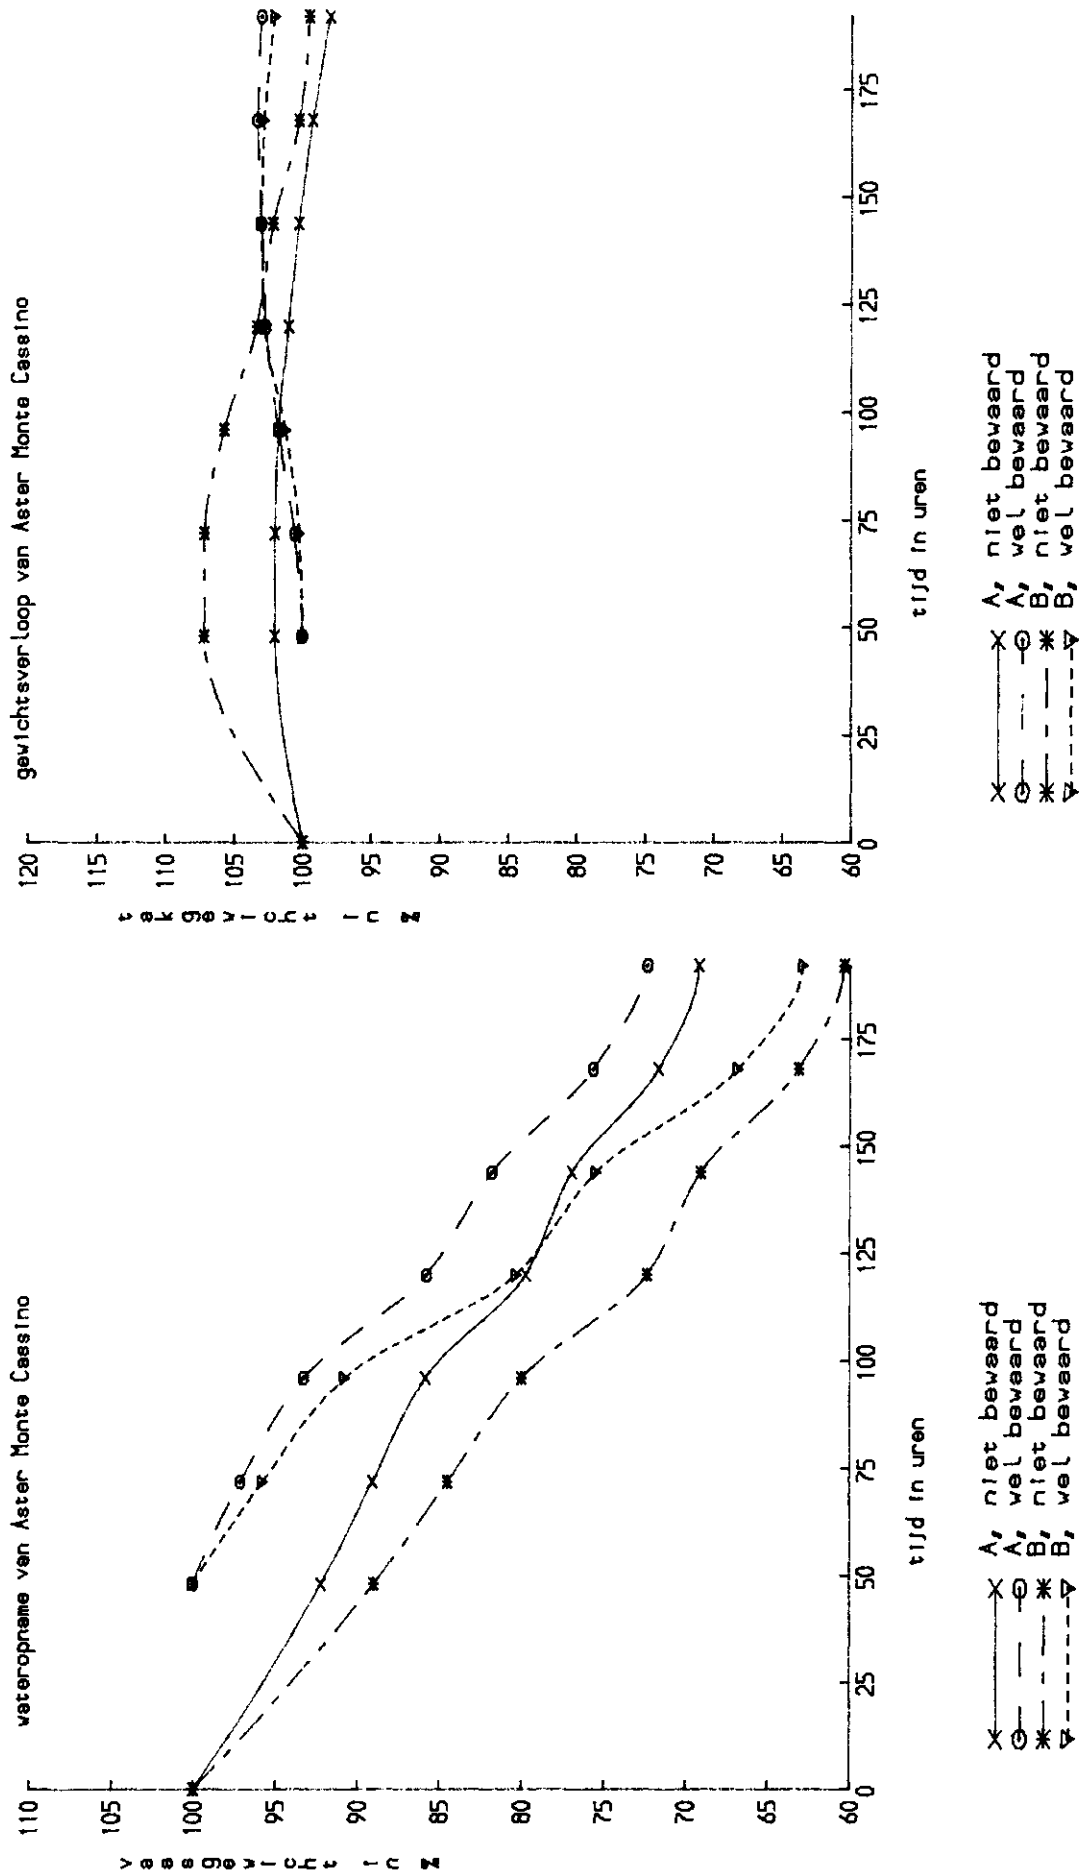 wateropname van Aster Monte Cassino
vaasgewicht in %
110
100
95
90
85
80
75
70
65
60
0 25 50 75 100 125 150 175
tijd in uren
A, niet bewaard
A, wel bewaard
B, niet bewaard
B, wel bewaard
gewichtsverloop van Aster Monte Cassino
takgewicht in %
120
115
110
105
100
95
90
85
80
75
70
65
60
0 25 50 75 100 125 150 175
tijd in uren
A, niet bewaard
A, wel bewaard
B, niet bewaard
B, wel bewaard